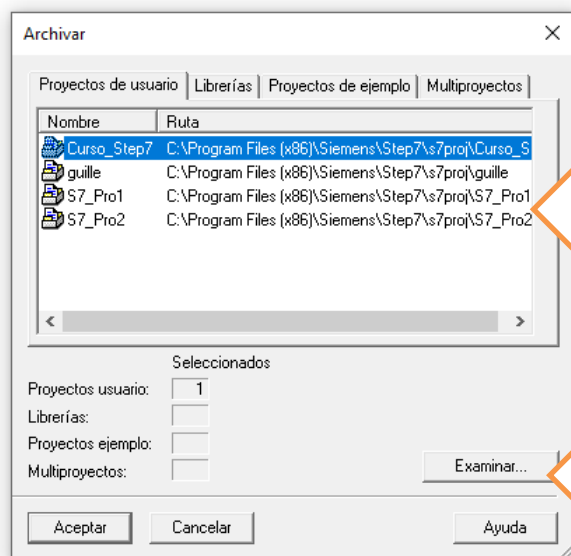 Archivar
Proyectos de usuario Librerías Proyectos de ejemplo Multiproyectos
Nombre Ruta
Curso_Step7 C:\Program Files (x86)\Siemens\Step7\s7proj\Curso_S
guille C:\Program Files (x86)\Siemens\Step7\s7proj\guille
S7_Pro1 C:\Program Files (x86)\Siemens\Step7\s7proj\S7_Pro1
S7_Pro2 C:\Program Files (x86)\Siemens\Step7\s7proj\S7_Pro2
Seleccionados
Proyectos usuario: 1
Librerías:
Proyectos ejemplo:
Multiproyectos:
Examinar...
Aceptar Cancelar Ayuda